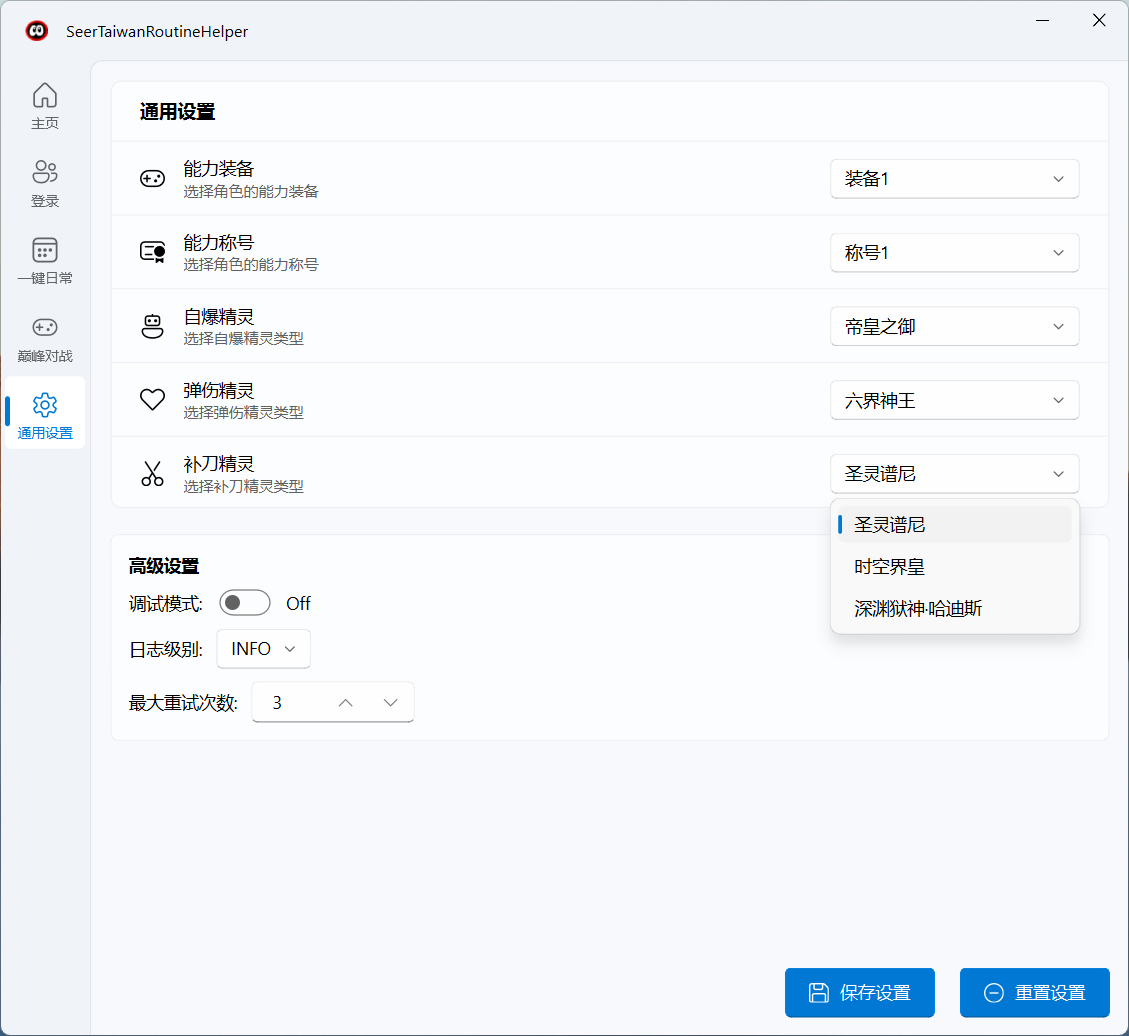 SeerTaiwanRoutineHelper
主页
登录
一键日常
巅峰对战
通用设置
通用设置
能力装备
选择角色的能力装备
装备1
能力称号
选择角色的能力称号
称号1
自爆精灵
选择自爆精灵类型
帝皇之御
弹伤精灵
选择弹伤精灵类型
六界神王
补刀精灵
选择补刀精灵类型
圣灵谱尼
圣灵谱尼
时空界皇
深渊狱神·哈迪斯
高级设置
调试模式: Off
日志级别: INFO
最大重试次数: 3
保存设置
重置设置